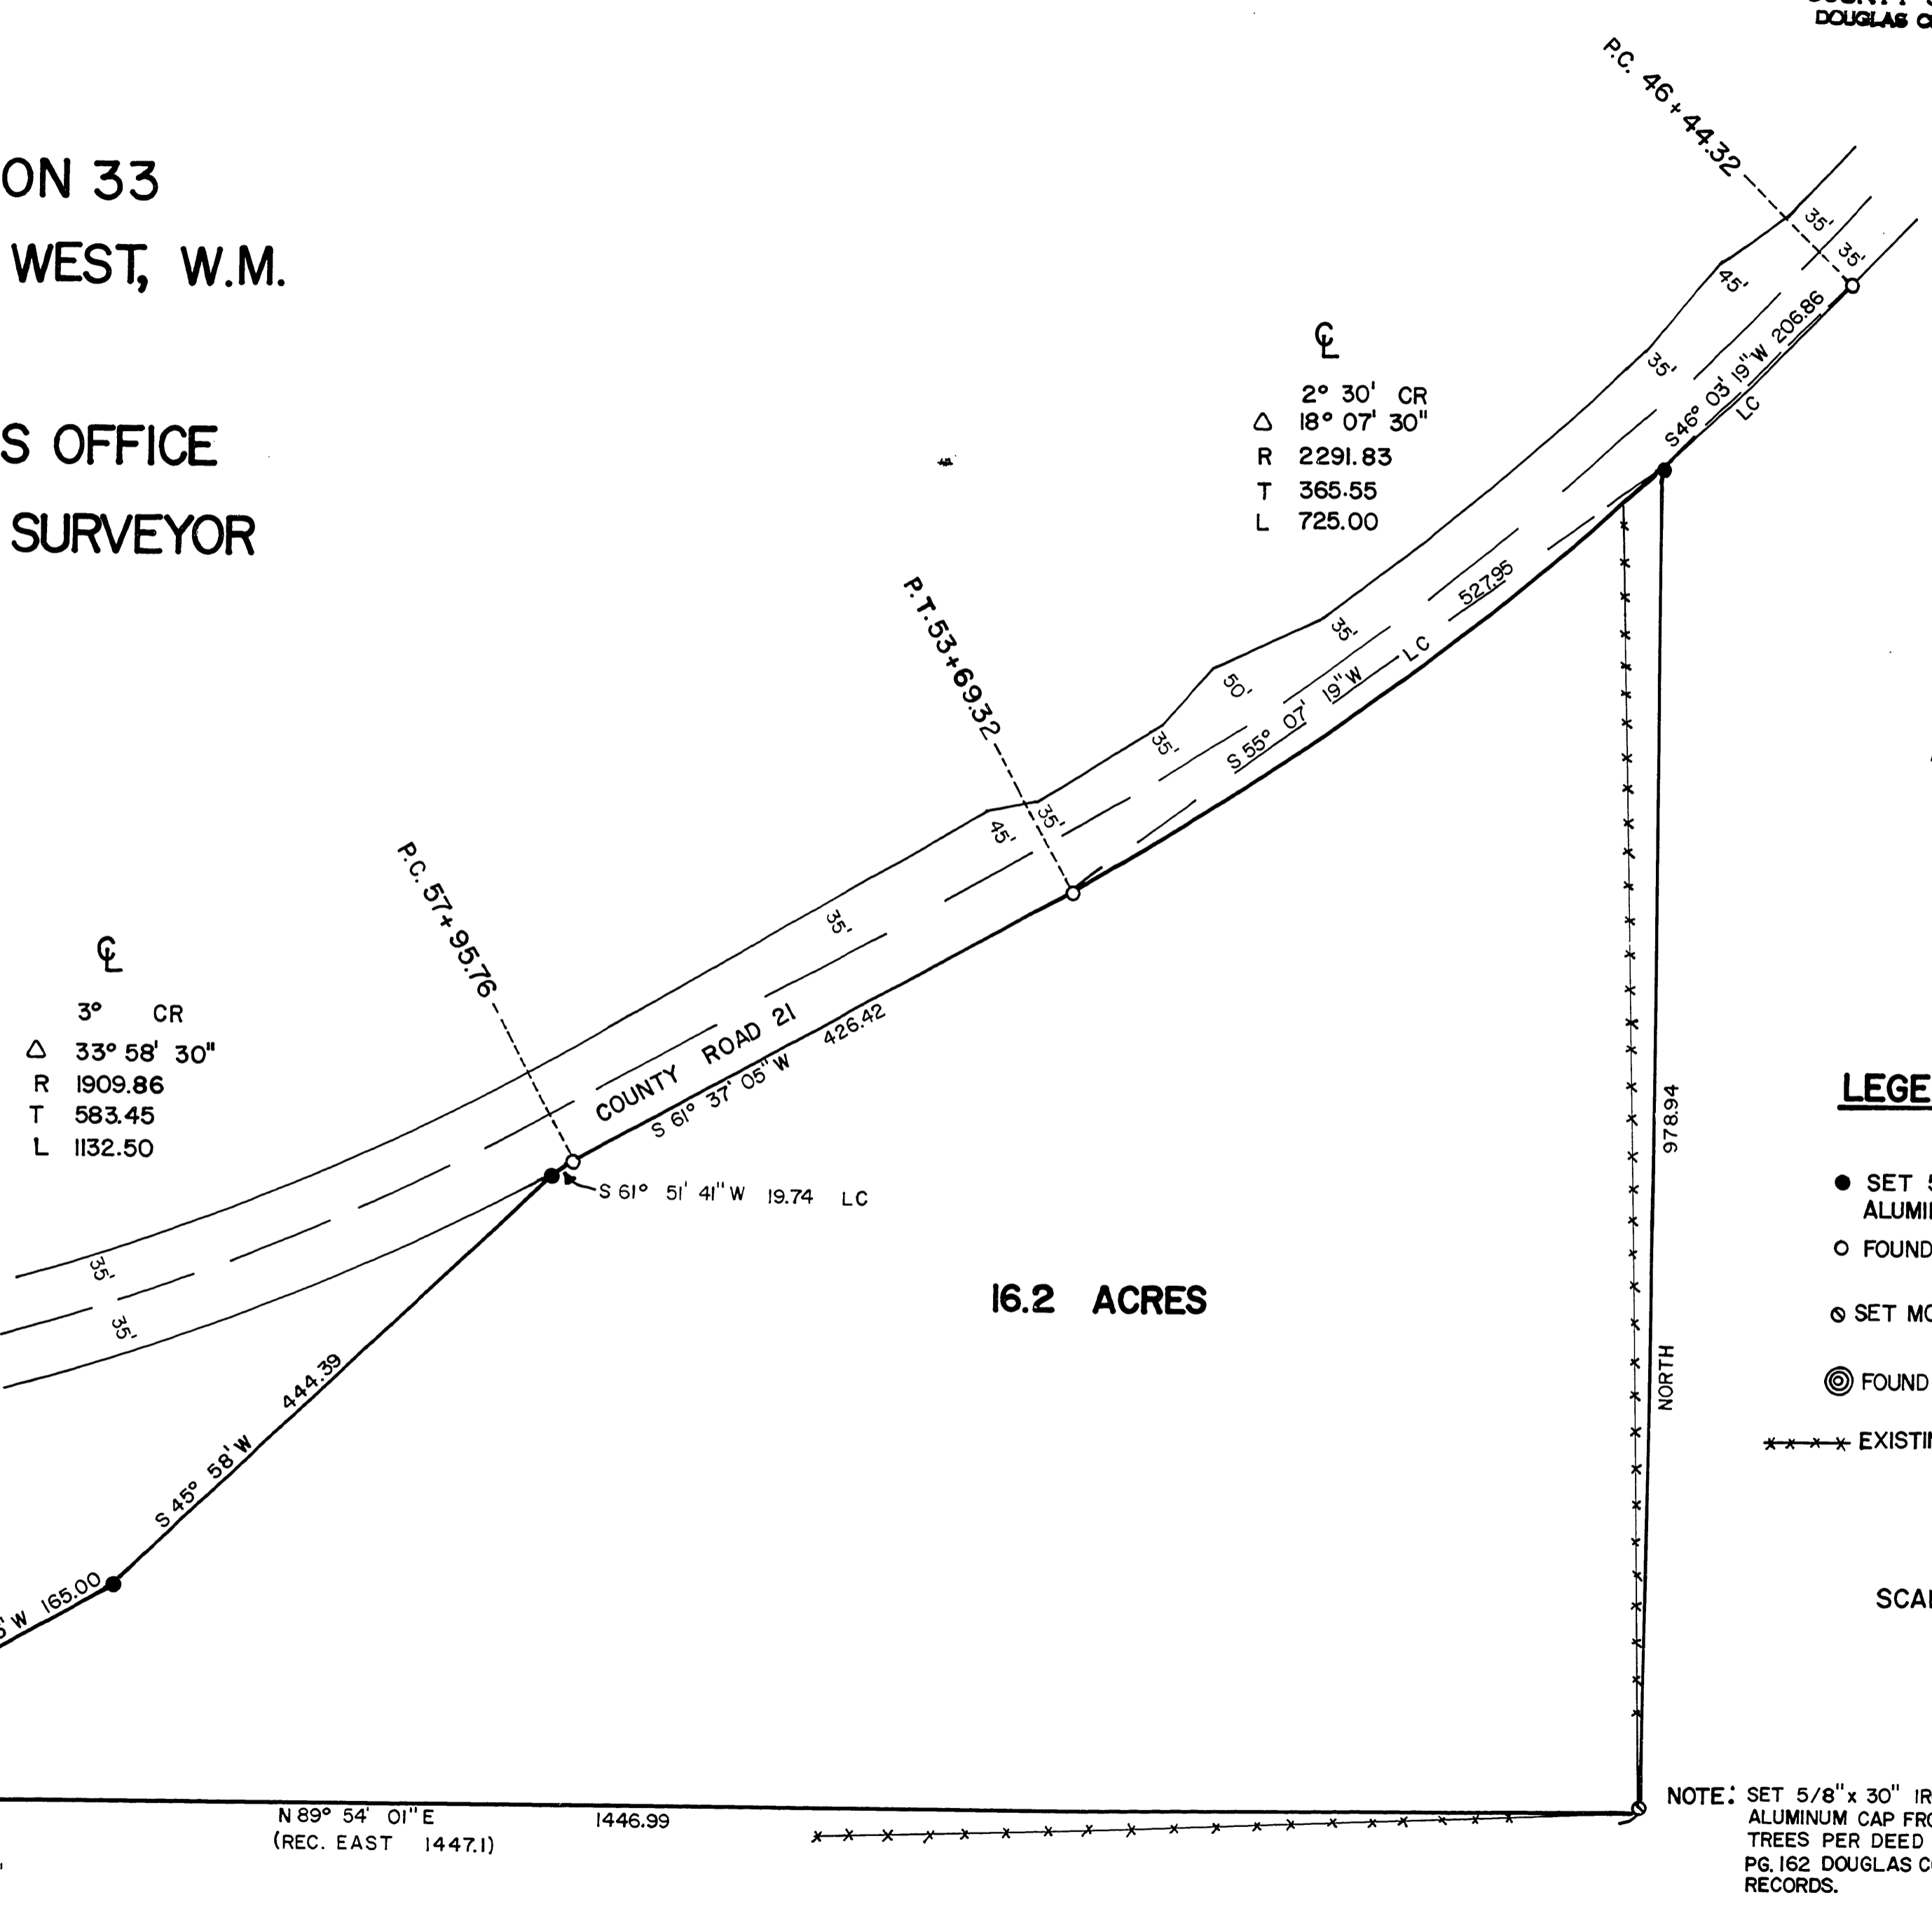 DOUGLAS
P.C. 46+44.32
ON 33
WEST, W.M.
S OFFICE
SURVEYOR
35'
35'
45'
35'
S46° 03' 19"W 206.86
LC
℄
2° 30' CR
△ 18° 07' 30"
R 2291.83
T 365.55
L 725.00
P.T. 53+69.32
527.95
S 55° 07' 19"W LC
35'
50'
35'
35'
45'
35'
P.C. 57+95.76
℄
3° CR
△ 33° 58' 30"
R 1909.86
T 583.45
L 1132.50
COUNTY ROAD 21
S 61° 37' 05"W 426.42
S 61° 51' 41"W 19.74 LC
35'
35'
978.94
NORTH
16.2 ACRES
S 45° 58' W 444.39
'W 165.00
LEGE
SET
ALUMI
FOUND
SET MO
FOUND
EXISTI
SCA
N 89° 54' 01"E 1446.99
(REC. EAST 1447.1)
NOTE: SET 5/8" x 30" IR
ALUMINUM CAP FRO
TREES PER DEED
PG. 162 DOUGLAS C
RECORDS.